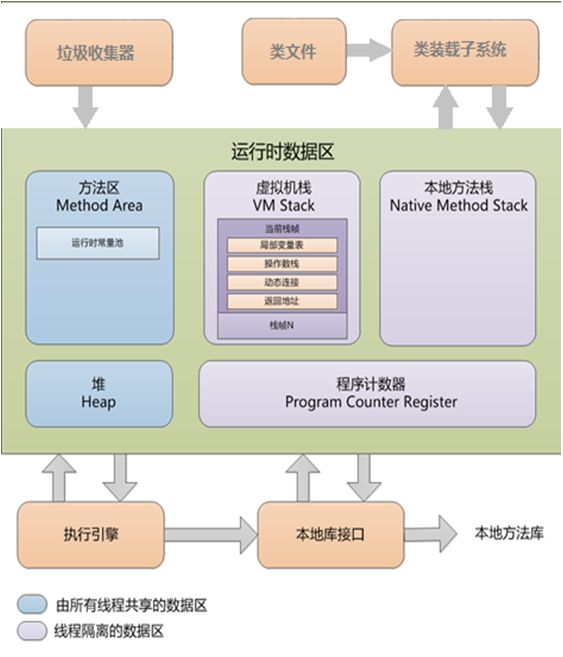 垃圾收集器
类文件
类装载子系统
运行时数据区
方法区
Method Area
运行时常量池
虚拟机栈
VM Stack
当前栈帧
局部变量表
操作数栈
动态连接
返回地址
栈帧N
本地方法栈
Native Method Stack
堆
Heap
程序计数器
Program Counter Register
执行引擎
本地库接口
本地方法库
由所有线程共享的数据区
线程隔离的数据区